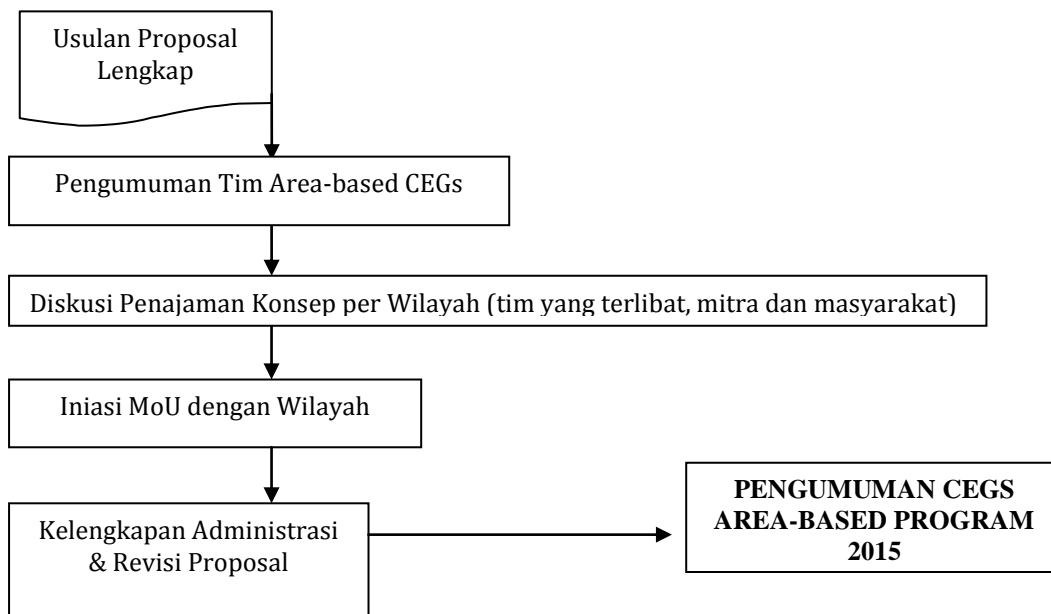 Usulan Proposal
Lengkap
Pengumuman Tim Area-based CEGs
Diskusi Penajaman Konsep per Wilayah (tim yang terlibat, mitra dan masyarakat)
Iniasi MoU dengan Wilayah
Kelengkapan Administrasi
& Revisi Proposal
PENGUMUMAN CEGS
AREA-BASED PROGRAM
2015